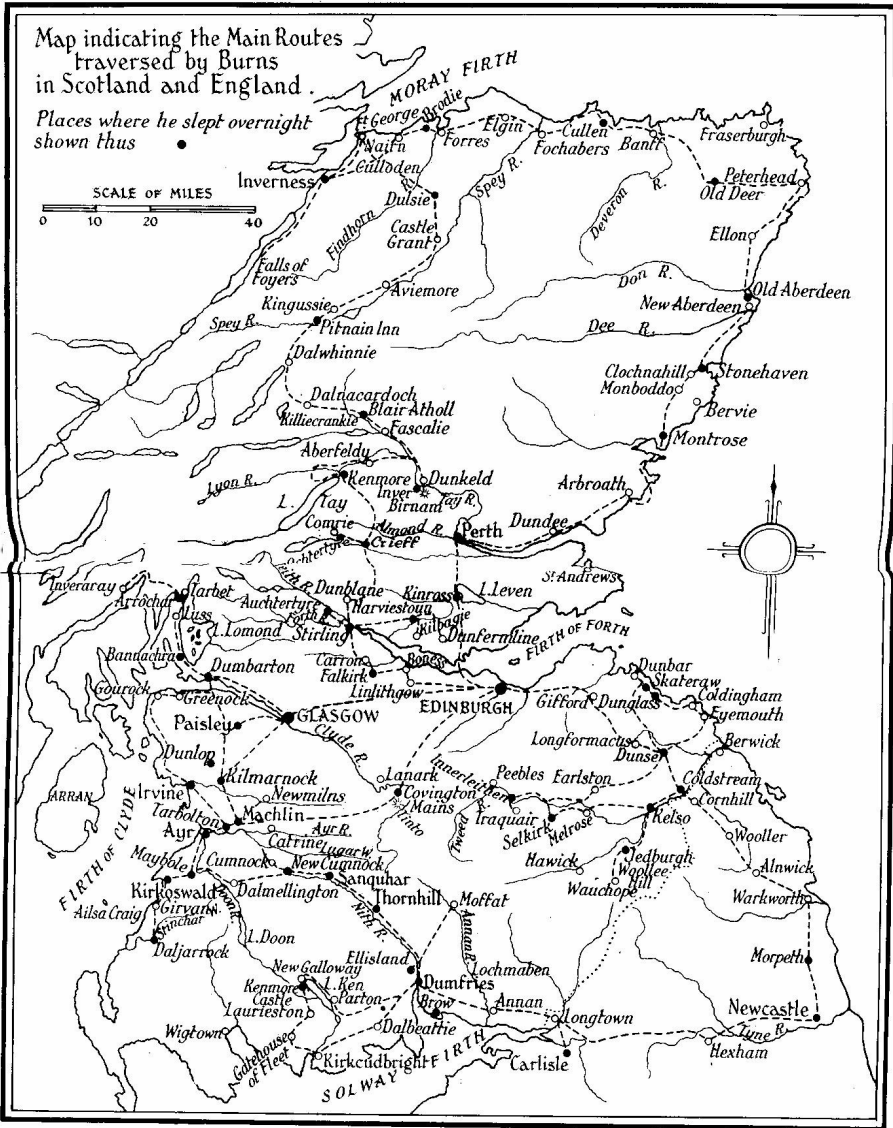 Map indicating the Main Routes
traversed by Burns
in Scotland and England.
Places where he slept overnight
shown thus
SCALE OF MILES
0 10 20 40
MORAY FIRTH
Ft George
Brodie
Nairn
Forres
Elgin
Fochabers
Cullen
Banff
Fraserburgh
Culloden
Inverness
Findhorn R.
Dulsie
Spey R.
Deveron R.
Old Deer
Peterhead
Castle
Grant
Ellon
Falls of
Foyers
Aviemore
Don R.
Old Aberdeen
New Aberdeen
Kingussie
Spey R.
Pitnain Inn
Dee R.
Dalwhinnie
Clochnahill
Stonehaven
Monboddo
Bervie
Dalnacardoch
Blair Atholl
Killiecrankie
Fascalie
Montrose
Aberfeldy
Lyon R.
Kenmore
Dunkeld
Inver
Birnam
Tay R.
Arbroath
L. Tay
Comrie
Almond R.
Perth
Dundee
Ochtertyre
Crieff
St Andrews
Inveraray
Arrochar
Tarbet
Luss
L. Lomond
Auchtertyre
Forth R.
Dunblane
Harviestoun
Kinross
L. Leven
Stirling
Kilbagie
Dunfermline
FIRTH OF FORTH
Bannachra
Dumbarton
Carron
Falkirk
Boness
Linlithgow
EDINBURGH
Dunbar
Skateraw
Gourock
Greenock
Gifford
Dunglass
Coldingham
Eyemouth
Paisley
GLASGOW
Clyde R.
Longformacus
Dunse
Berwick
Dunlop
Lanark
Innerleithen
Peebles
Earlston
Coldstream
Kilmarnock
Covington
Mains
Cornhill
ARRAN
Irvine
Newmilns
Tinto
Tweed R.
Traquair
Selkirk
Melrose
Kelso
Tarbolton
Machlin
Wooller
FIRTH OF CLYDE
Ayr
Ayr R.
Catrine
Lugar W.
Hawick
Jedburgh
Woollee
Hill
Wauchope
Alnwick
Maybole
Cumnock
New Cumnock
Sanquhar
Warkworth
Kirkoswald
Dalmellington
Thornhill
Moffat
Ailsa Craig
Girvan
Stinchar
Doon R.
Nith R.
Annan R.
Daljarrock
L. Doon
Morpeth
Ellisland
Lochmaben
New Galloway
Kenmore
Castle
L. Ken
Dumfries
Parton
Brow
Annan
Longtown
Newcastle
Laurieston
Tyne R.
Wigtown
Dalbeattie
Hexham
Gatehouse
of Fleet
Kirkcudbright
Carlisle
SOLWAY FIRTH